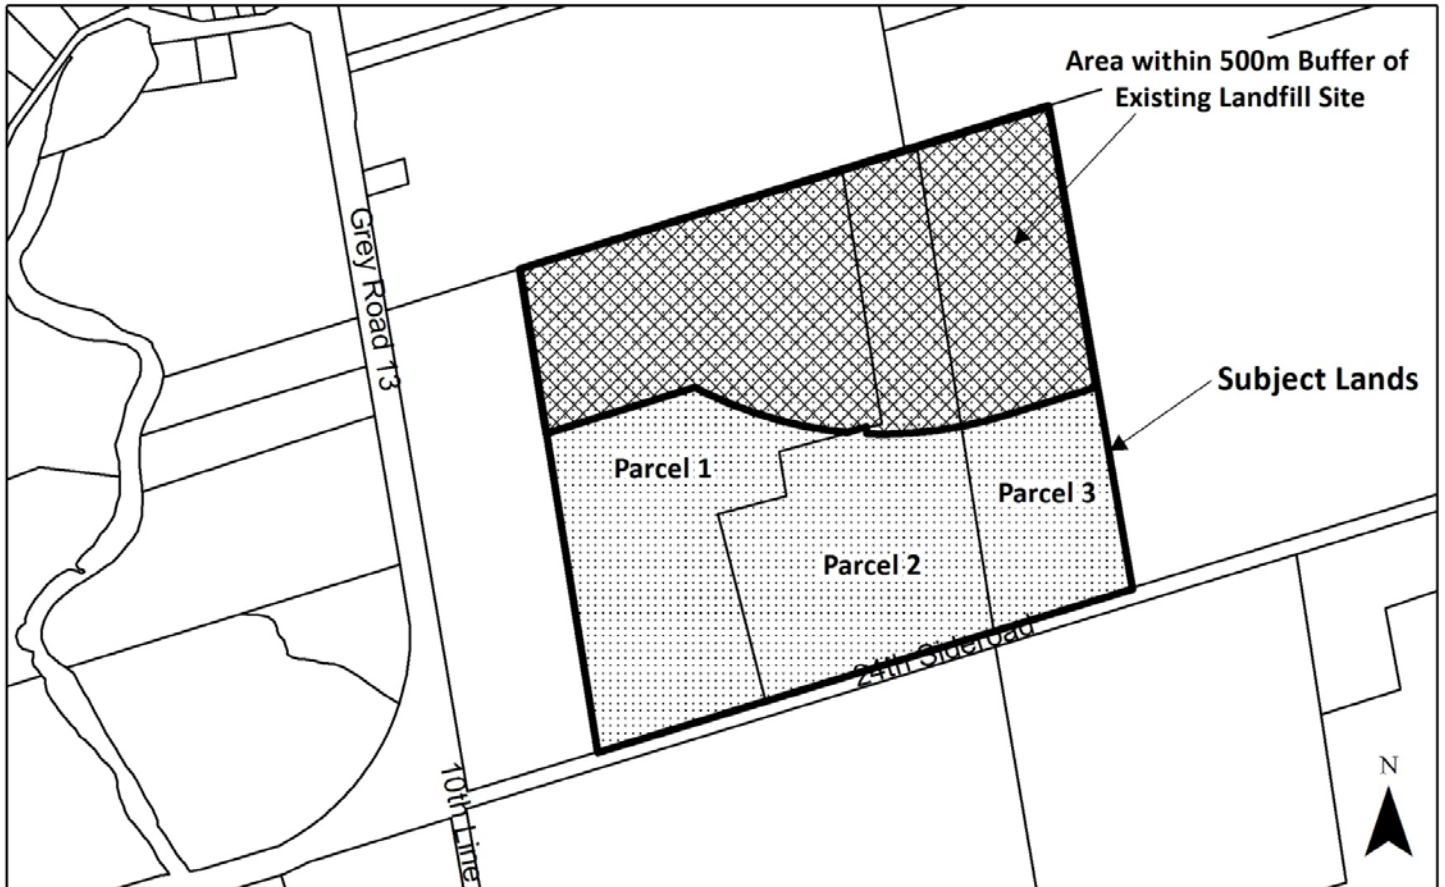 Area within 500m Buffer of
Existing Landfill Site
Grey Road 13
Subject Lands
Parcel 1
Parcel 3
Parcel 2
24th Sideroad
10th Line
N